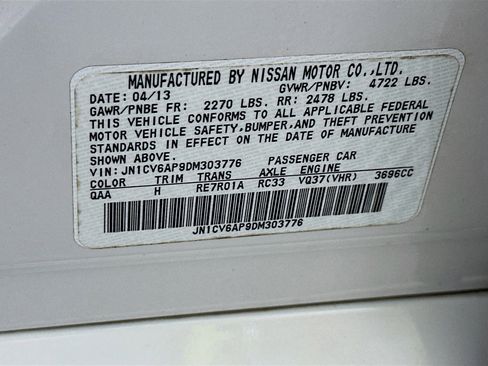 MANUFACTURED BY NISSAN MOTOR CO.,LTD.
DATE: 04/13 GVWR/PNBV: 4722 LBS.
GAWR/PNBE FR: 2270 LBS. RR: 2478 LBS.
THIS VEHICLE CONFORMS TO ALL APPLICABLE FEDERAL
MOTOR VEHICLE SAFETY,BUMPER,AND THEFT PREVENTION
STANDARDS IN EFFECT ON THE DATE OF MANUFACTURE
SHOWN ABOVE.
VIN:JN1CV6AP9DM303776 PASSENGER CAR
COLOR TRIM TRANS AXLE ENGINE
QAA H RE7R01A RC33 VQ37(VHR) 3696CC
JN1CV6AP9DM303776